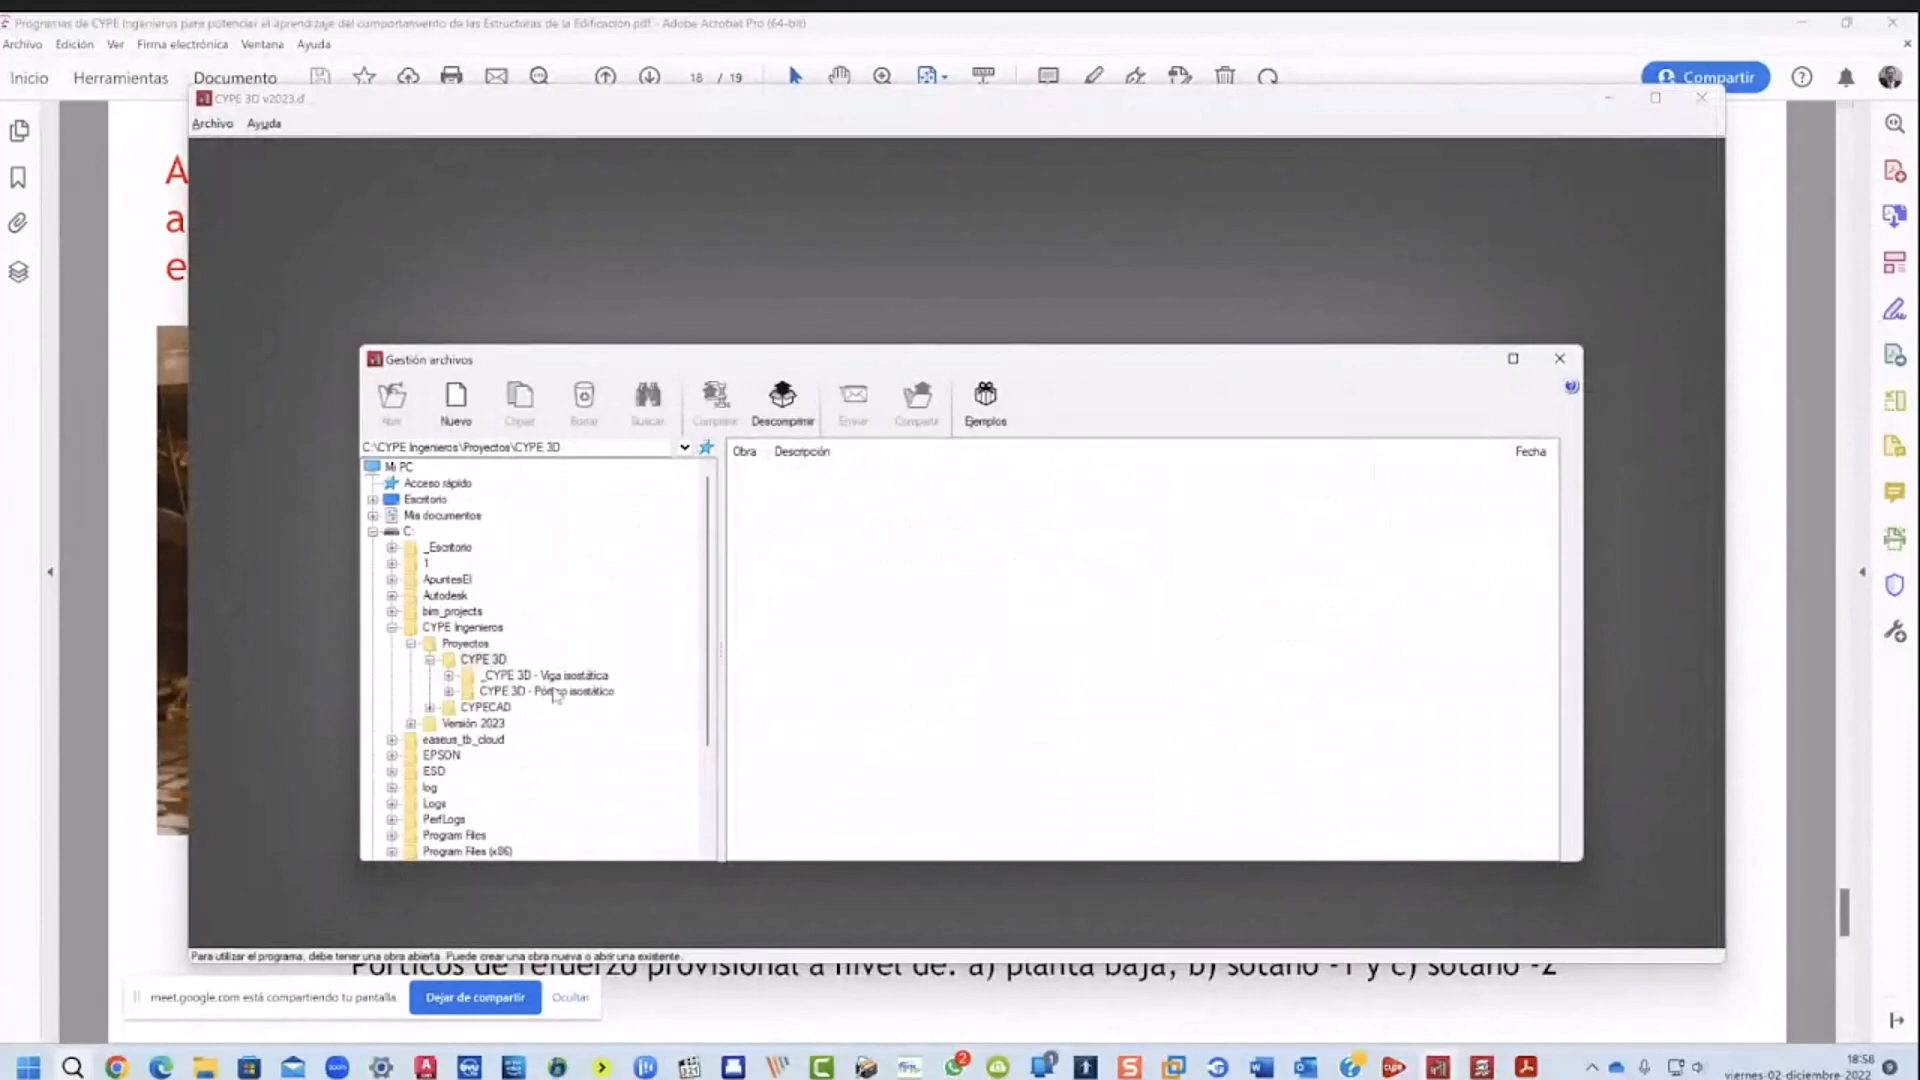 Programas de CYPE Ingenieros para potenciar el aprendizaje del comportamiento de las Estructuras de la Edificación.pdf - Adobe Acrobat Pro (64-bit)
Archivo Edición Ver Firma electrónica Ventana Ayuda
Inicio Herramientas Documento 18 / 19 Compartir
CYPE 3D v2023.d
Archivo Ayuda
A
a
e
Gestión archivos
Abrir Nuevo Copiar Borrar Buscar Comprimir Descomprimir Enviar Compartir Ejemplos
C:\CYPE Ingenieros\Proyectos\CYPE 3D
Obra Descripción Fecha
Mi PC
Acceso rápido
Escritorio
Mis documentos
C:
_Escritorio
1
ApuntesEI
Autodesk
bim_projects
CYPE Ingenieros
Proyectos
CYPE 3D
_CYPE 3D - Viga isostática
CYPE 3D - Pórtico isostático
CYPECAD
Versión 2023
easeus_tb_cloud
EPSON
ESD
log
Logs
PerfLogs
Program Files
Program Files (x86)
Para utilizar el programa, debe tener una obra abierta. Puede crear una obra nueva o abrir una existente.
Pórticos de refuerzo provisional a nivel de: a) planta baja, b) sótano -1 y c) sótano -2
meet.google.com está compartiendo tu pantalla. Dejar de compartir Ocultar
18:58
viernes-02-diciembre-2022